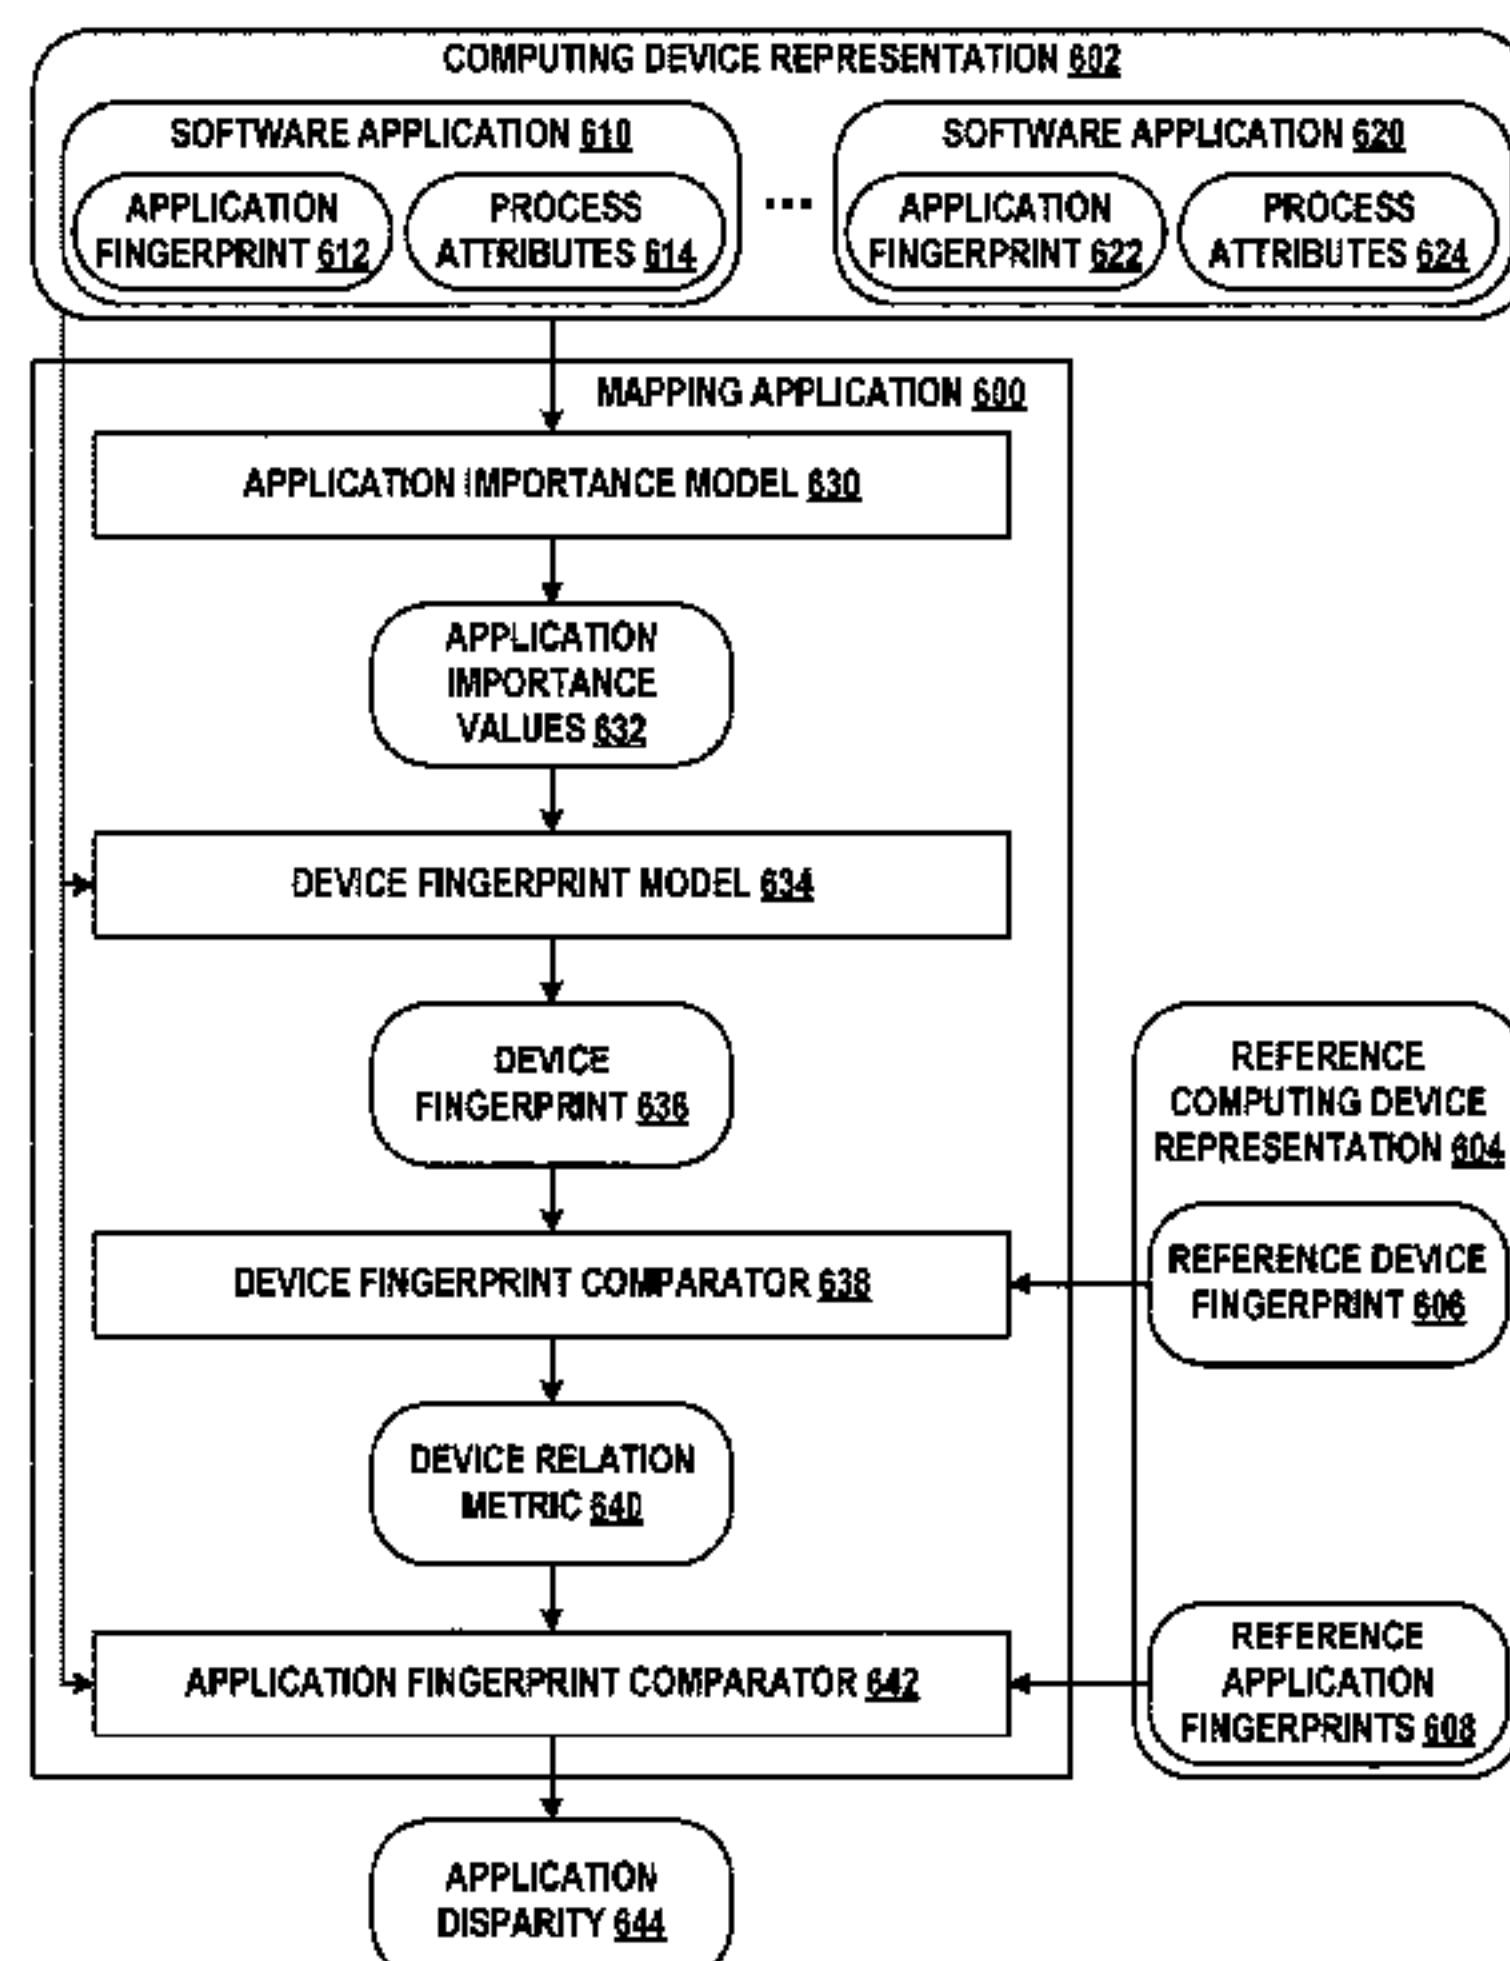 COMPUTING DEVICE REPRESENTATION 602
SOFTWARE APPLICATION 610
APPLICATION
FINGERPRINT 612
PROCESS
ATTRIBUTES 614
...
SOFTWARE APPLICATION 620
APPLICATION
FINGERPRINT 622
PROCESS
ATTRIBUTES 624
MAPPING APPLICATION 600
APPLICATION IMPORTANCE MODEL 630
APPLICATION
IMPORTANCE
VALUES 632
DEVICE FINGERPRINT MODEL 634
DEVICE
FINGERPRINT 636
REFERENCE
COMPUTING DEVICE
REPRESENTATION 604
DEVICE FINGERPRINT COMPARATOR 638
REFERENCE DEVICE
FINGERPRINT 606
DEVICE RELATION
METRIC 640
APPLICATION FINGERPRINT COMPARATOR 642
REFERENCE
APPLICATION
FINGERPRINTS 608
APPLICATION
DISPARITY 644